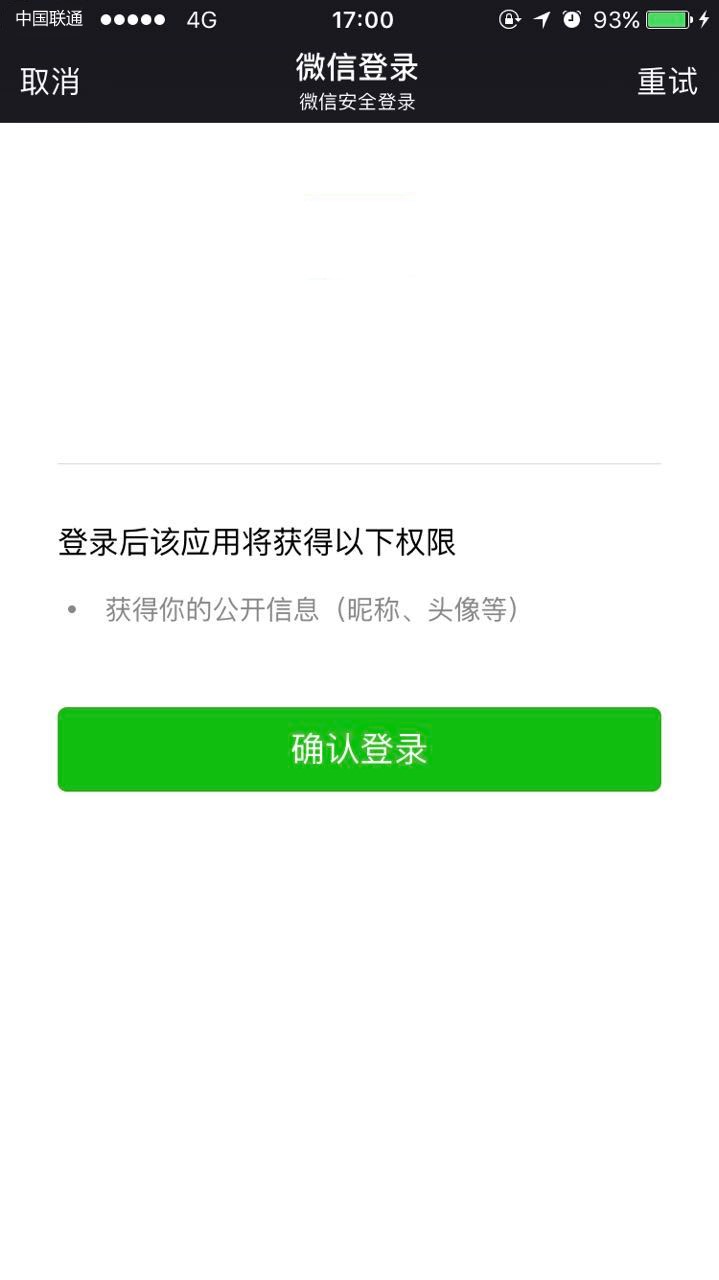 中国联通 4G 17:00 93%
取消 微信登录 重试
微信安全登录
登录后该应用将获得以下权限
• 获得你的公开信息（昵称、头像等）
确认登录